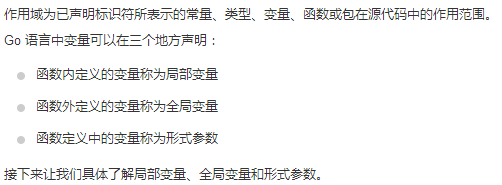 作用域为已声明标识符所表示的常量、类型、变量、函数或包在源代码中的作用范围。
Go 语言中变量可以在三个地方声明：
函数内定义的变量称为局部变量
函数外定义的变量称为全局变量
函数定义中的变量称为形式参数
接下来让我们具体了解局部变量、全局变量和形式参数。